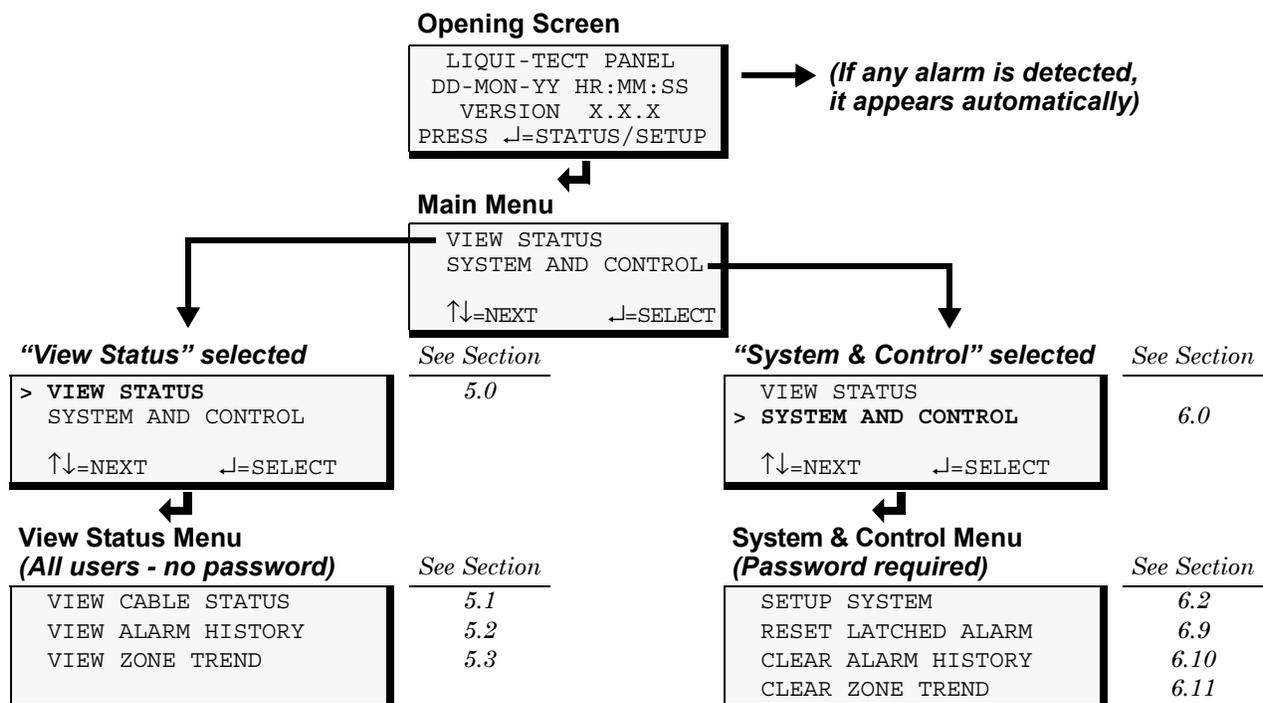 Opening Screen
LIQUI-TECT PANEL
DD-MON-YY HR:MM:SS
VERSION X.X.X
PRESS ↵=STATUS/SETUP
(If any alarm is detected,
it appears automatically)
Main Menu
VIEW STATUS
SYSTEM AND CONTROL
↑↓=NEXT ↵=SELECT
“View Status” selected
See Section
> VIEW STATUS
5.0
SYSTEM AND CONTROL
↑↓=NEXT ↵=SELECT
“System & Control” selected
See Section
VIEW STATUS
> SYSTEM AND CONTROL
6.0
↑↓=NEXT ↵=SELECT
View Status Menu
(All users - no password)
See Section
VIEW CABLE STATUS 5.1
VIEW ALARM HISTORY 5.2
VIEW ZONE TREND 5.3
System & Control Menu
(Password required)
See Section
SETUP SYSTEM 6.2
RESET LATCHED ALARM 6.9
CLEAR ALARM HISTORY 6.10
CLEAR ZONE TREND 6.11